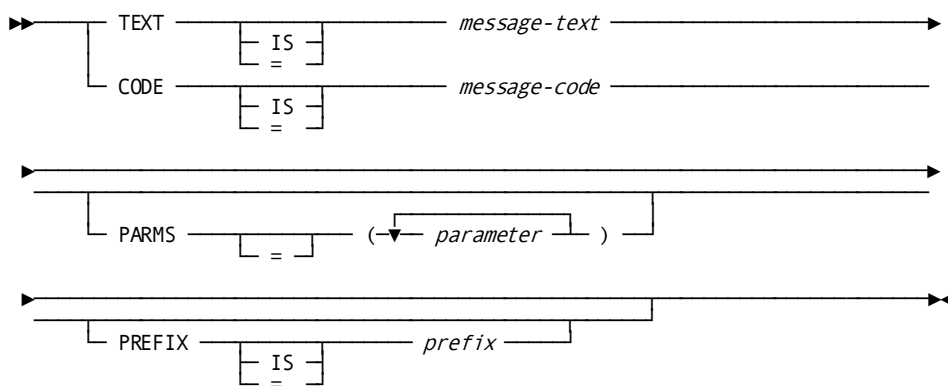 TEXT IS message-text
=
CODE IS message-code
=
PARMS = ( parameter )
PREFIX IS prefix
=